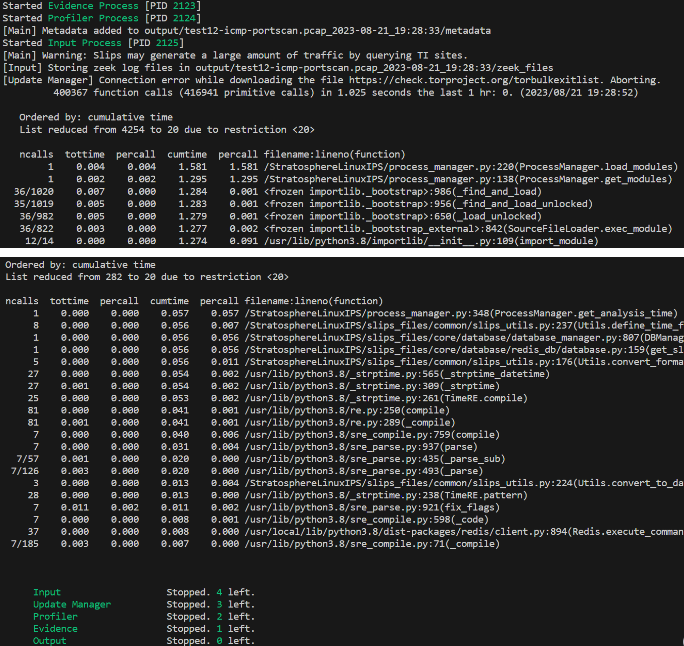 Started Evidence Process [PID 2123]
Started Profiler Process [PID 2124]
[Main] Metadata added to output/test12-icmp-portscan.pcap_2023-08-21_19:28:33/metadata
Started Input Process [PID 2125]
[Main] Warning: Slips may generate a large amount of traffic by querying TI sites.
[Input] Storing zeek log files in output/test12-icmp-portscan.pcap_2023-08-21_19:28:33/zeek_files
[Update Manager] Connection error while downloading the file https://check.torproject.org/torbulkexitlist. Aborting.
400367 function calls (416941 primitive calls) in 1.025 seconds the last 1 hr: 0. (2023/08/21 19:28:52)
Ordered by: cumulative time
List reduced from 4254 to 20 due to restriction <20>
ncalls tottime percall cumtime percall filename:lineno(function)
1 0.004 0.004 1.581 1.581 /StratosphereLinuxIPS/process_manager.py:220(ProcessManager.load_modules)
1 0.002 0.002 1.295 1.295 /StratosphereLinuxIPS/process_manager.py:138(ProcessManager.get_modules)
36/1020 0.007 0.000 1.284 0.001 <frozen importlib._bootstrap>:986(_find_and_load)
35/1019 0.005 0.000 1.283 0.001 <frozen importlib._bootstrap>:956(_find_and_load_unlocked)
36/982 0.005 0.000 1.279 0.001 <frozen importlib._bootstrap>:650(_load_unlocked)
36/822 0.003 0.000 1.277 0.002 <frozen importlib._bootstrap_external>:842(SourceFileLoader.exec_module)
12/14 0.000 0.000 1.274 0.091 /usr/lib/python3.8/importlib/__init__.py:109(import_module)
Ordered by: cumulative time
List reduced from 282 to 20 due to restriction <20>
ncalls tottime percall cumtime percall filename:lineno(function)
1 0.000 0.000 0.057 0.057 /StratosphereLinuxIPS/process_manager.py:348(ProcessManager.get_analysis_time)
8 0.000 0.000 0.056 0.007 /StratosphereLinuxIPS/slips_files/common/slips_utils.py:237(Utils.define_time_f
1 0.000 0.000 0.056 0.056 /StratosphereLinuxIPS/slips_files/core/database/database_manager.py:807(DBManag
1 0.000 0.000 0.056 0.056 /StratosphereLinuxIPS/slips_files/core/database/redis_db/database.py:159(get_sl
5 0.000 0.000 0.056 0.011 /StratosphereLinuxIPS/slips_files/common/slips_utils.py:176(Utils.convert_forma
27 0.000 0.000 0.054 0.002 /usr/lib/python3.8/_strptime.py:565(_strptime_datetime)
27 0.001 0.000 0.054 0.002 /usr/lib/python3.8/_strptime.py:309(_strptime)
25 0.000 0.000 0.053 0.002 /usr/lib/python3.8/_strptime.py:261(TimeRE.compile)
81 0.000 0.000 0.041 0.001 /usr/lib/python3.8/re.py:250(compile)
81 0.001 0.000 0.041 0.001 /usr/lib/python3.8/re.py:289(_compile)
7 0.000 0.000 0.040 0.006 /usr/lib/python3.8/sre_compile.py:759(compile)
7 0.000 0.000 0.031 0.004 /usr/lib/python3.8/sre_parse.py:937(parse)
7/57 0.001 0.000 0.020 0.000 /usr/lib/python3.8/sre_parse.py:435(_parse_sub)
7/126 0.003 0.000 0.020 0.000 /usr/lib/python3.8/sre_parse.py:493(_parse)
3 0.000 0.000 0.013 0.004 /StratosphereLinuxIPS/slips_files/common/slips_utils.py:224(Utils.convert_to_da
28 0.000 0.000 0.013 0.000 /usr/lib/python3.8/_strptime.py:238(TimeRE.pattern)
7 0.011 0.002 0.011 0.002 /usr/lib/python3.8/sre_parse.py:921(fix_flags)
7 0.000 0.000 0.008 0.001 /usr/lib/python3.8/sre_compile.py:598(_code)
37 0.000 0.000 0.008 0.000 /usr/local/lib/python3.8/dist-packages/redis/client.py:894(Redis.execute_comman
7/185 0.003 0.000 0.007 0.000 /usr/lib/python3.8/sre_compile.py:71(_compile)
Input Stopped. 4 left.
Update Manager Stopped. 3 left.
Profiler Stopped. 2 left.
Evidence Stopped. 1 left.
Output Stopped. 0 left.